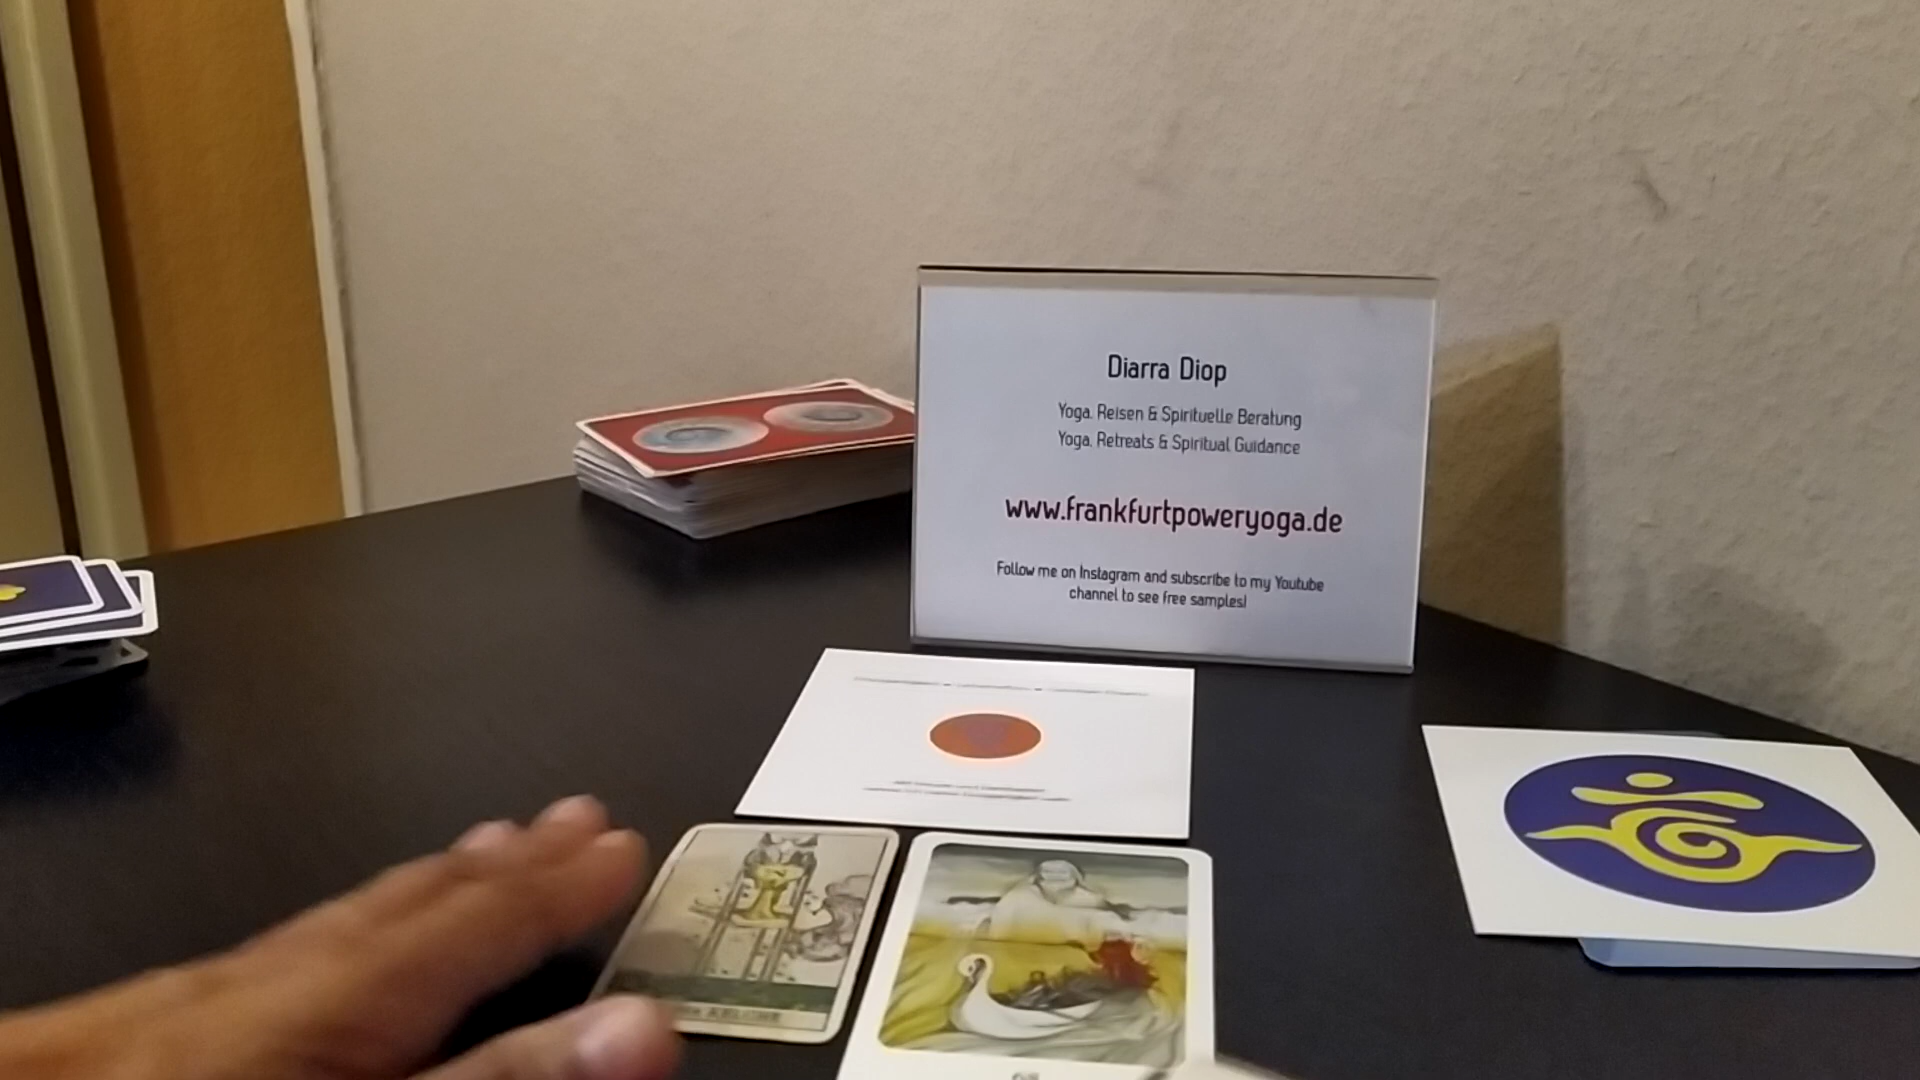 Diarra Diop
Yoga, Reisen & Spirituelle Beratung
Yoga, Retreats & Spiritual Guidance
www.frankfurtpoweryoga.de
Follow me on Instagram and subscribe to my Youtube
channel to see free samples!